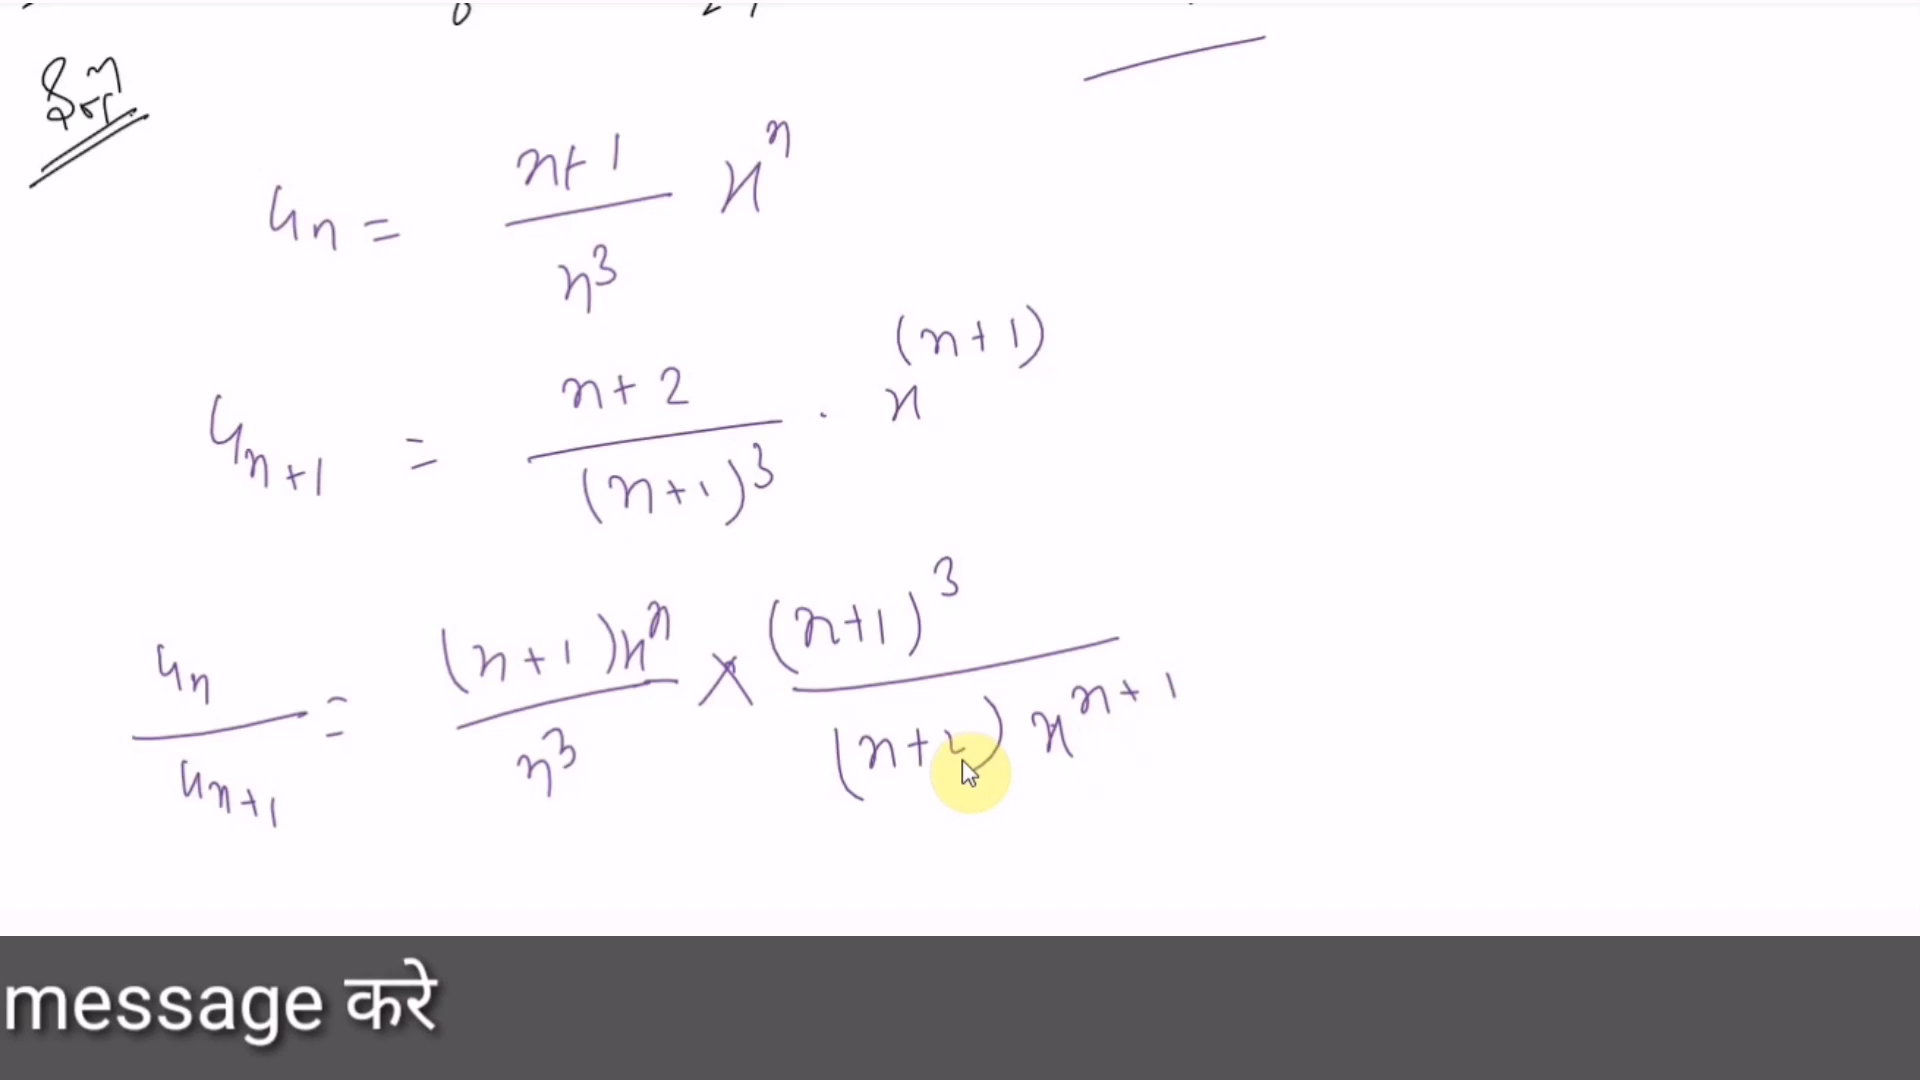 Solⁿ
uₙ = (n+1)/n³ xⁿ
uₙ₊₁ = (n+2)/(n+1)³ . x⁽ⁿ⁺¹⁾
uₙ/uₙ₊₁ = (n+1)xⁿ/n³ × (n+1)³/(n+2) xⁿ⁺¹
message करे